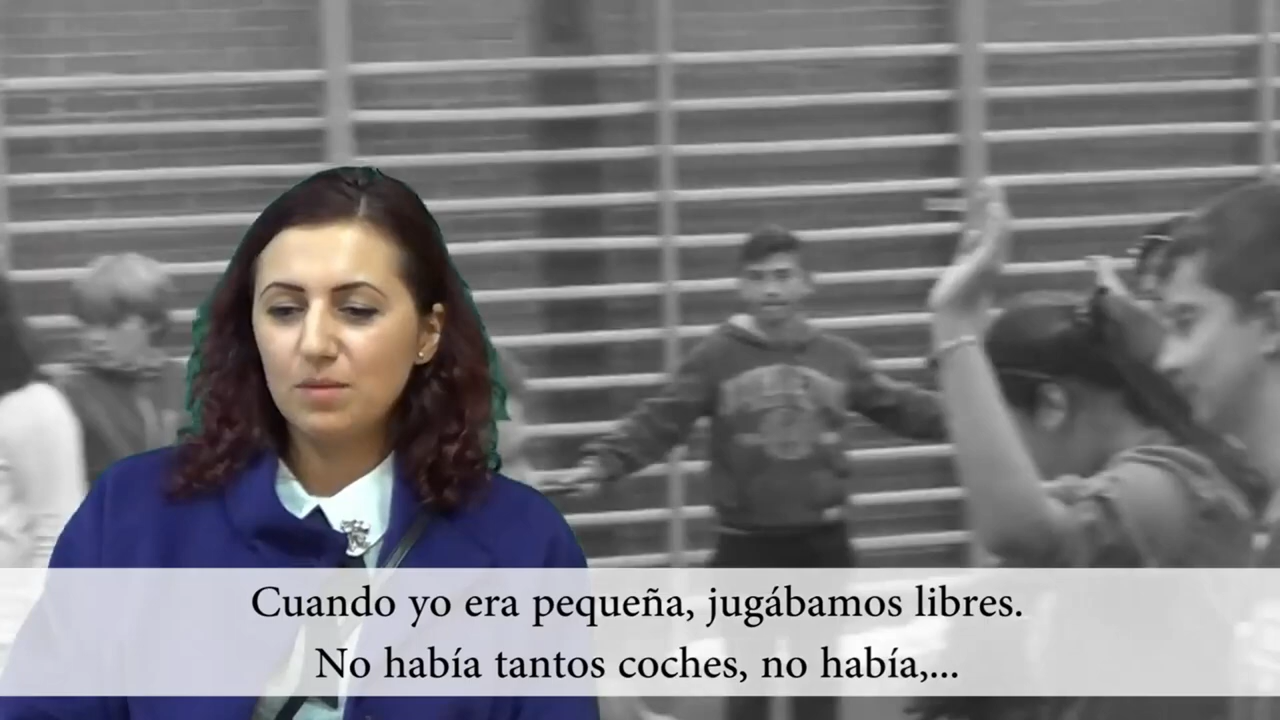 Cuando yo era pequeña, jugábamos libres.
No había tantos coches, no había,...